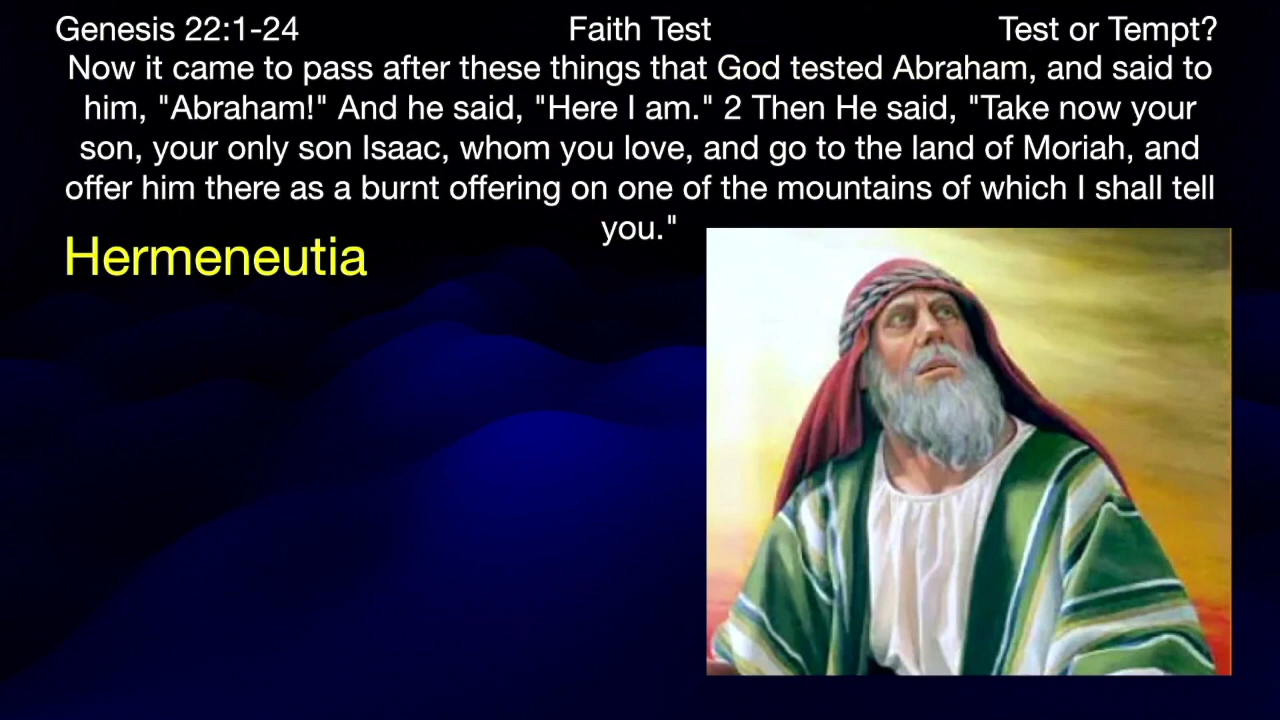 Genesis 22:1-24 Faith Test Test or Tempt?
Now it came to pass after these things that God tested Abraham, and said to
him, "Abraham!" And he said, "Here I am." 2 Then He said, "Take now your
son, your only son Isaac, whom you love, and go to the land of Moriah, and
offer him there as a burnt offering on one of the mountains of which I shall tell
you."
Hermeneutia